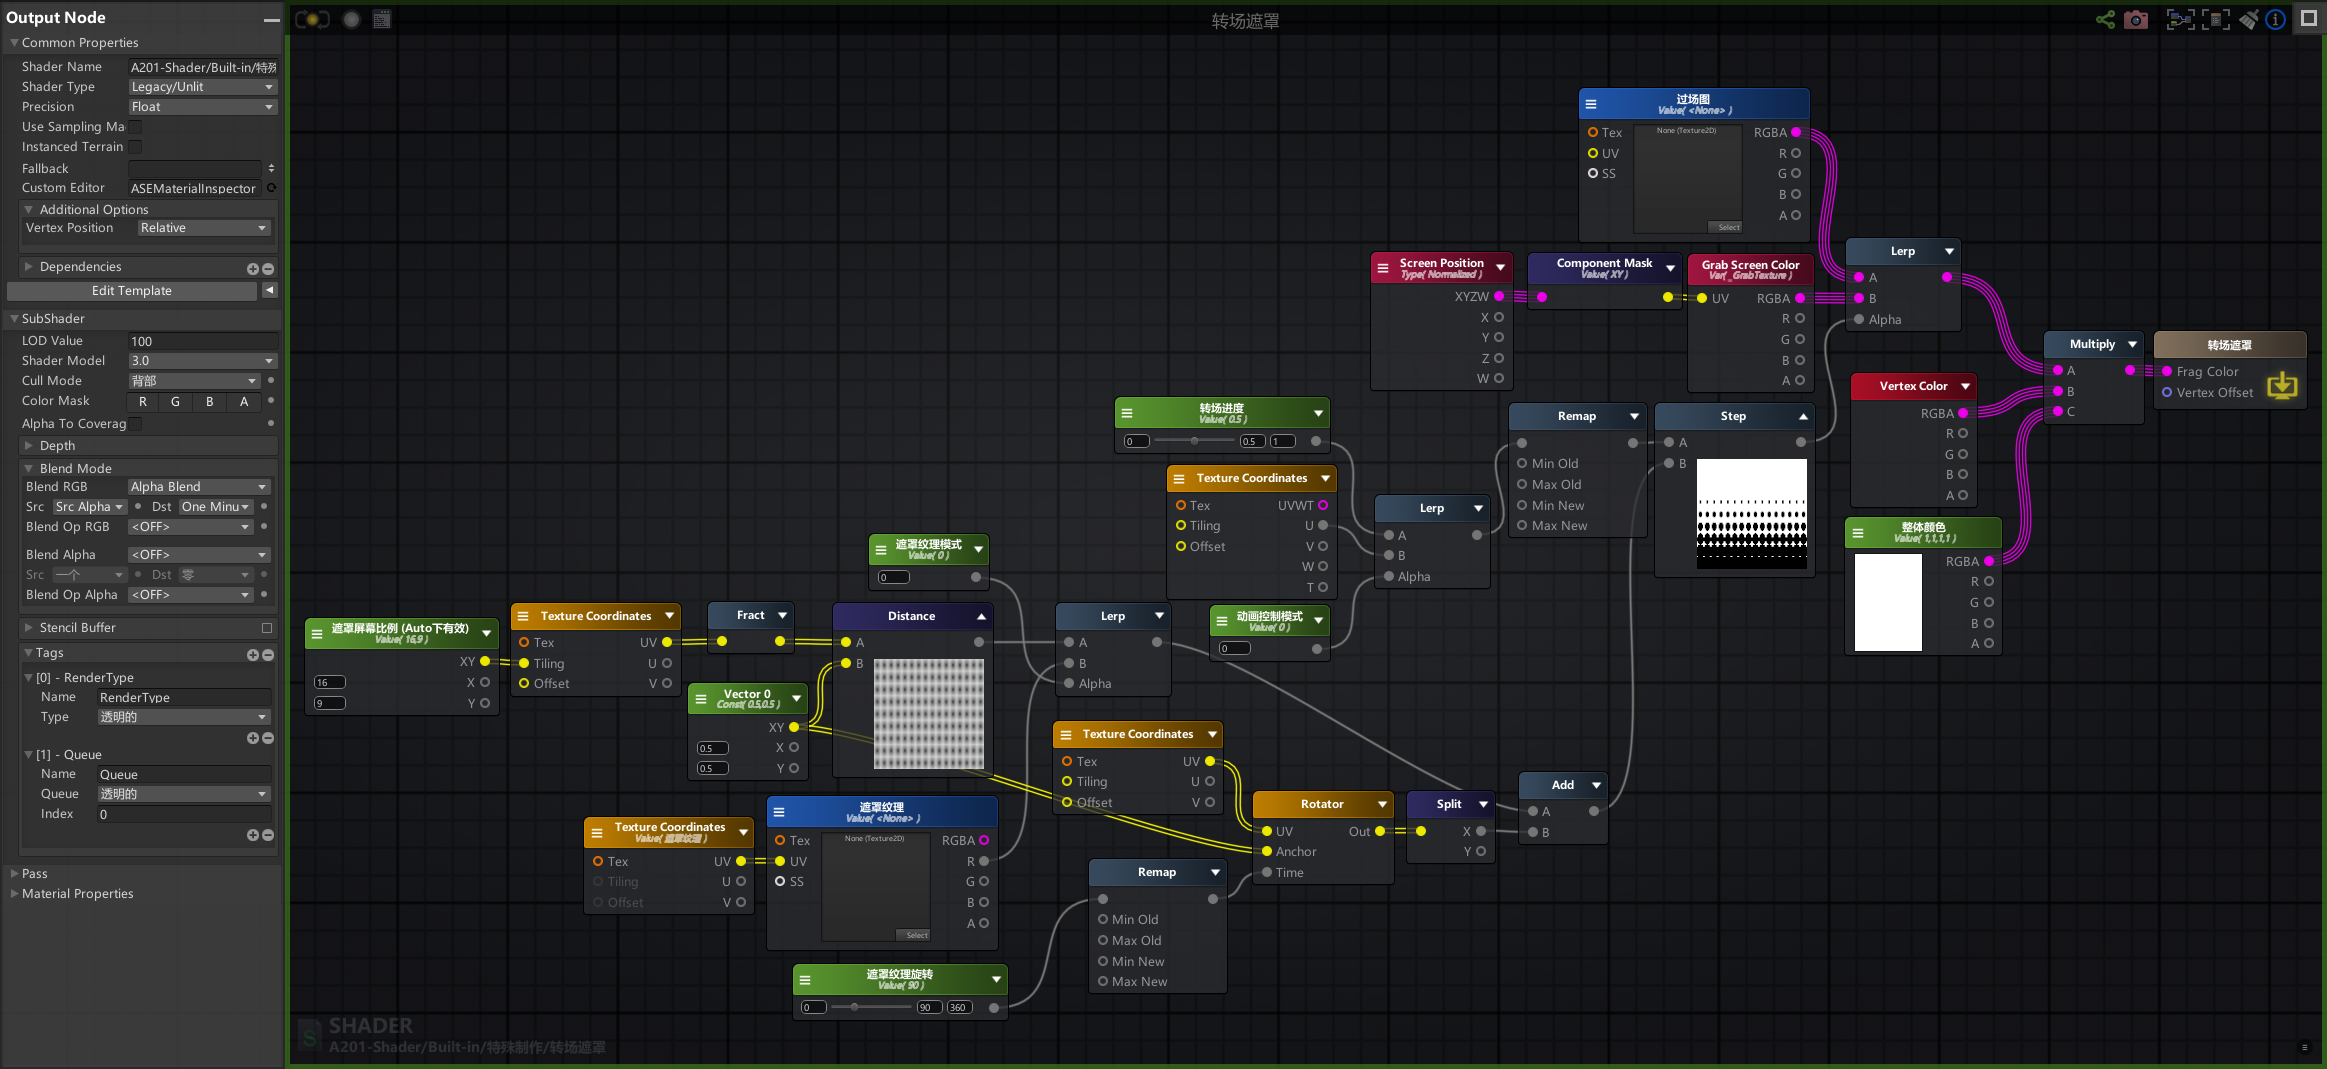 Output Node
Common Properties
Shader Name A201-Shader/Built-in/特殊
Shader Type Legacy/Unlit
Precision Float
Use Sampling Ma
Instanced Terrain
Fallback
Custom Editor ASEMaterialInspector
Additional Options
Vertex Position Relative
Dependencies
Edit Template
SubShader
LOD Value 100
Shader Model 3.0
Cull Mode 背部
Color Mask R G B A
Alpha To Coverag
Depth
Blend Mode
Blend RGB Alpha Blend
Src Src Alpha Dst One Minu
Blend Op RGB <OFF>
Blend Alpha <OFF>
Src 一个 Dst 零
Blend Op Alpha <OFF>
Stencil Buffer
Tags
[0] - RenderType
Name RenderType
Type 透明的
[1] - Queue
Name Queue
Queue 透明的
Index 0
Pass
Material Properties
转场遮罩
过场图
Value( <None> )
Tex RGBA
None (Texture2D)
UV R
SS G
B
A
Select
Screen Position
Type( Normalized )
XYZW
X
Y
Z
W
Component Mask
Value( XY )
Grab Screen Color
Var( _GrabTexture )
UV RGBA
R
G
B
A
Lerp
A
B
Alpha
Multiply
A
B
C
转场遮罩
Frag Color
Vertex Offset
Vertex Color
RGBA
R
G
B
A
整体颜色
Value( 1,1,1,1 )
RGBA
R
G
B
A
转场进度
Value( 0.5 )
0 0.5 1
Texture Coordinates
Tex UVWT
Tiling U
Offset V
W
T
Lerp
A
B
Alpha
Remap
Min Old
Max Old
Min New
Max New
Step
A
B
遮罩纹理模式
Value( 0 )
0
动画控制模式
Value( 0 )
0
遮罩屏幕比例 (Auto下有效)
Value( 16,9 )
XY
16 X
9 Y
Texture Coordinates
Tex UV
Tiling U
Offset V
Fract
Vector 0
Const( 0.5,0.5 )
XY
0.5 X
0.5 Y
Distance
A
B
Lerp
A
B
Alpha
Texture Coordinates
Tex UV
Tiling U
Offset V
Rotator
UV Out
Anchor
Time
Split
X
Y
Add
A
B
Texture Coordinates
Value( 遮罩纹理 )
Tex UV
Tiling U
Offset V
遮罩纹理
Value( <None> )
Tex RGBA
None (Texture2D)
UV R
SS G
B
A
Select
Remap
Min Old
Max Old
Min New
Max New
遮罩纹理旋转
Value( 90 )
0 90 360
SHADER
A201-Shader/Built-in/特殊制作/转场遮罩